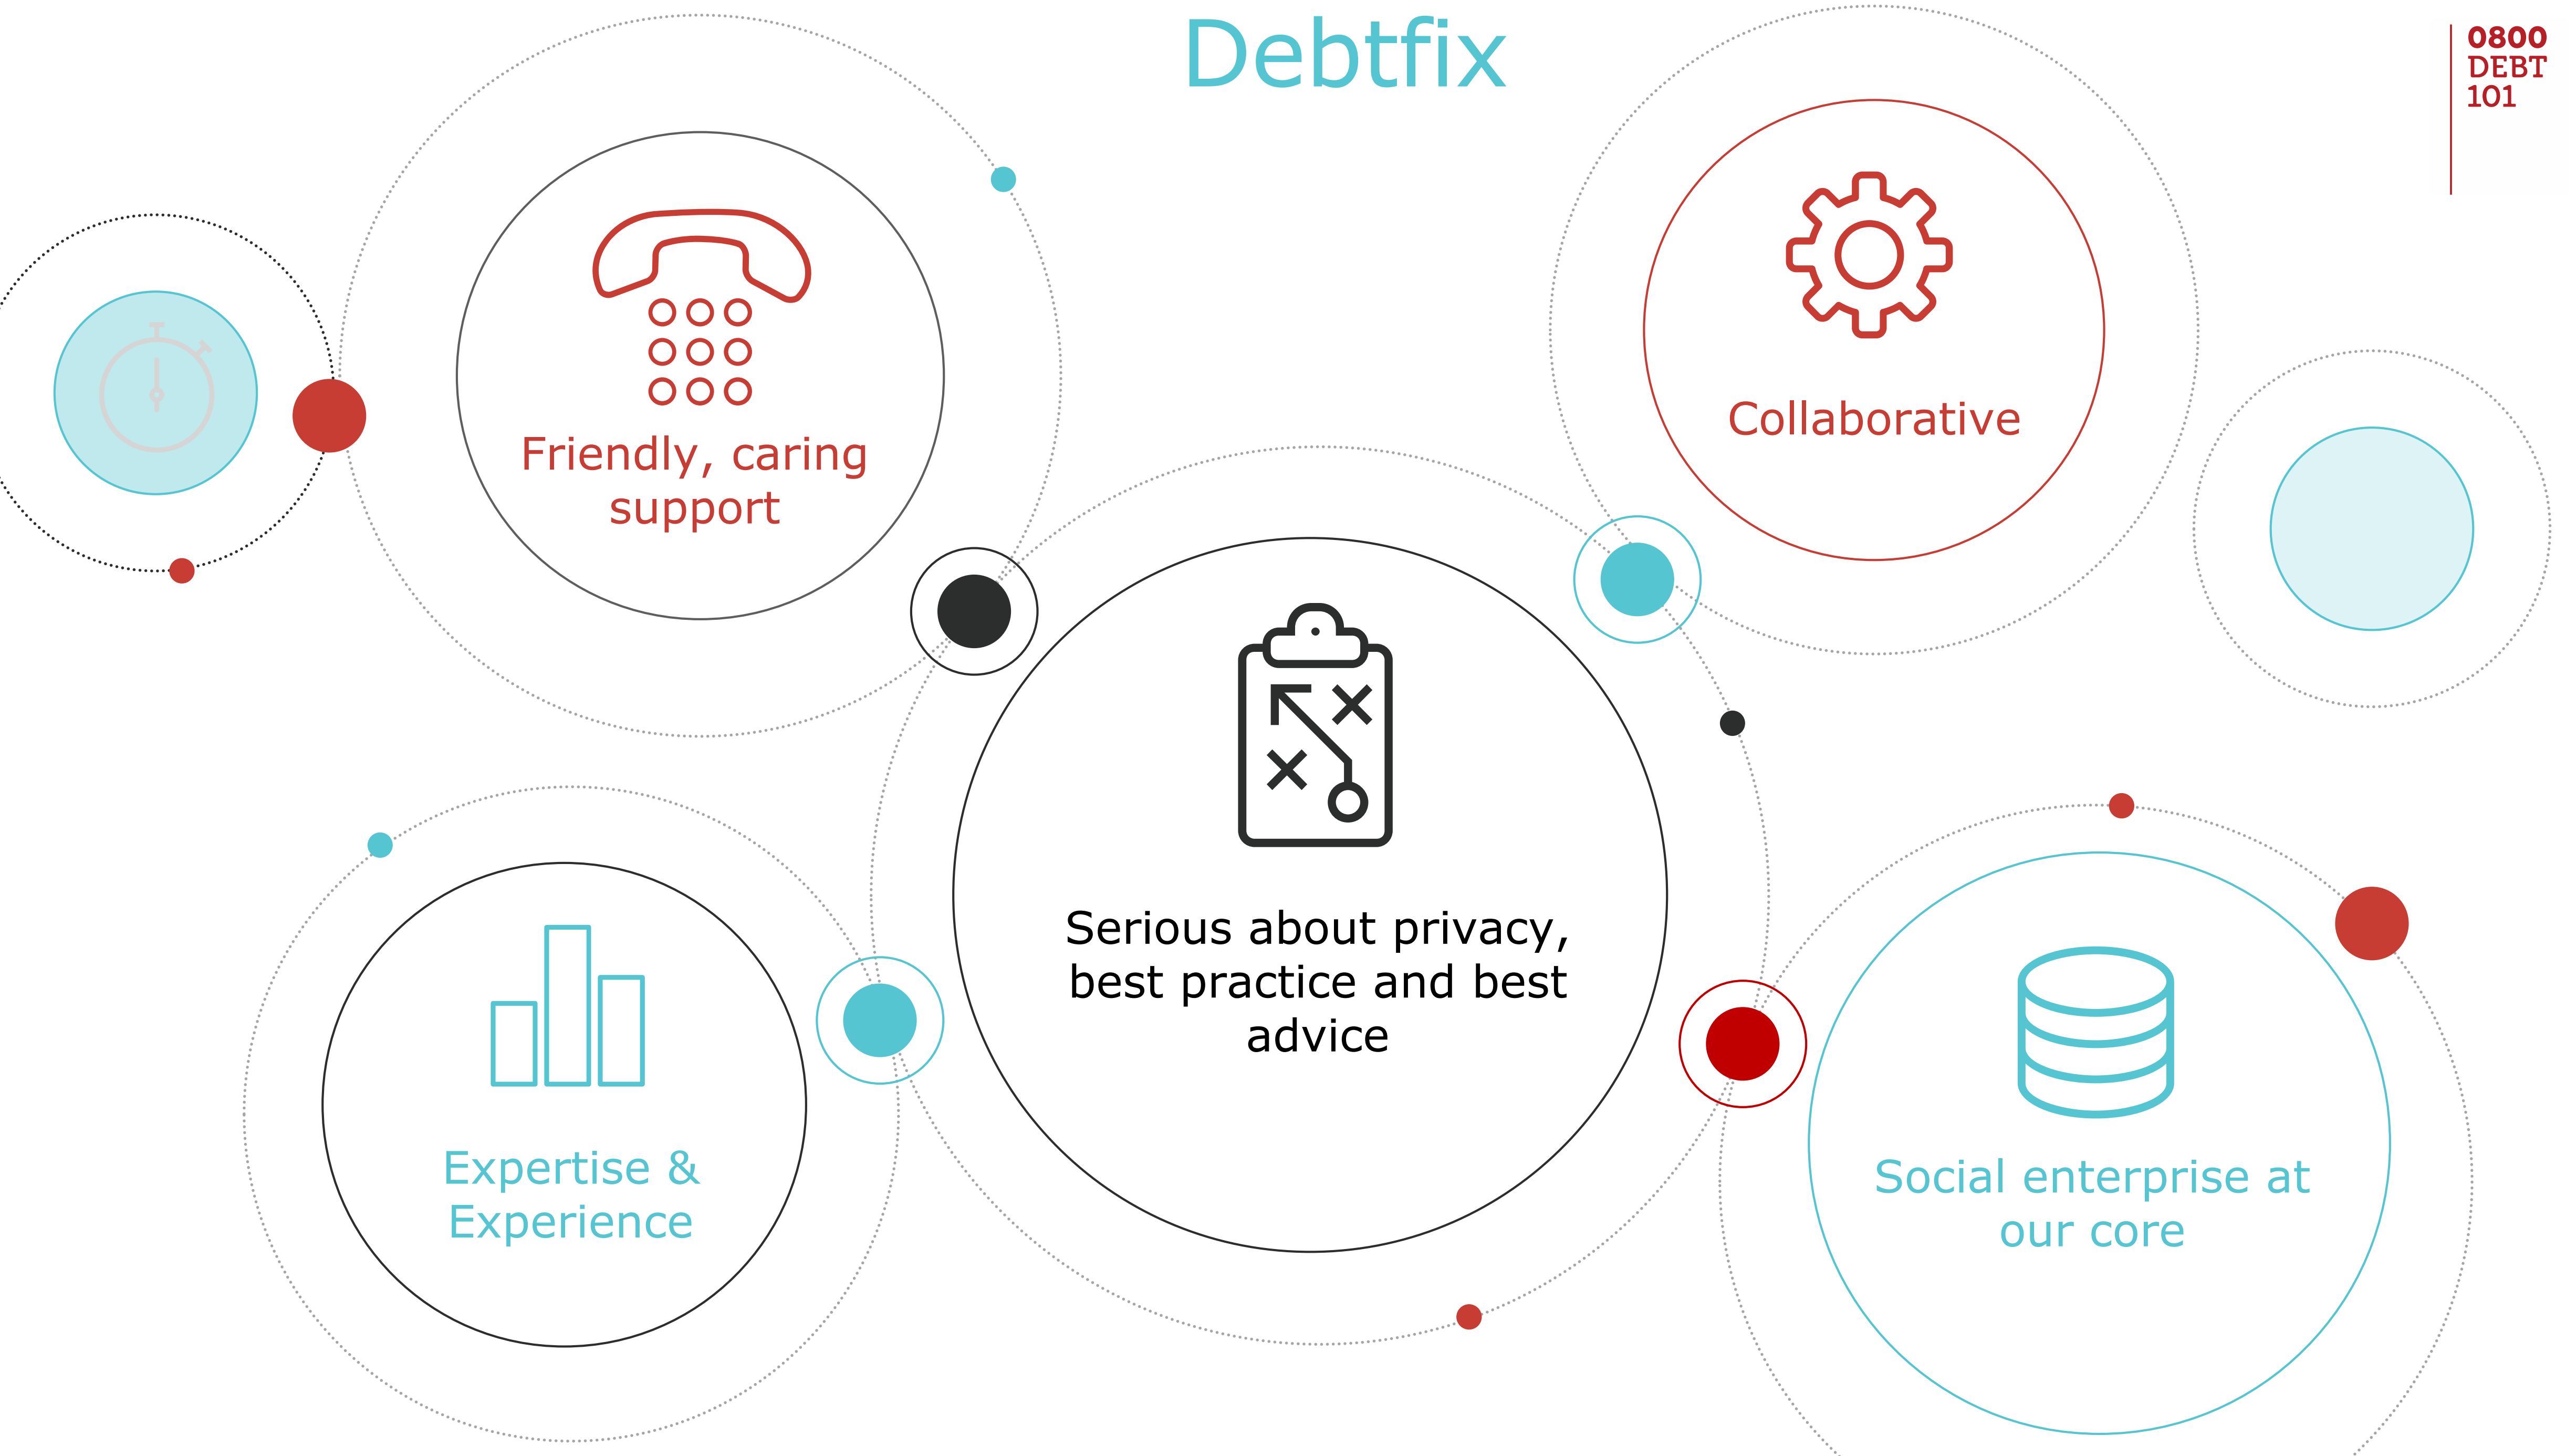 Debtfix
0800
DEBT
101
Friendly, caring
support
Collaborative
Serious about privacy,
best practice and best
advice
Expertise &
Experience
Social enterprise at
our core